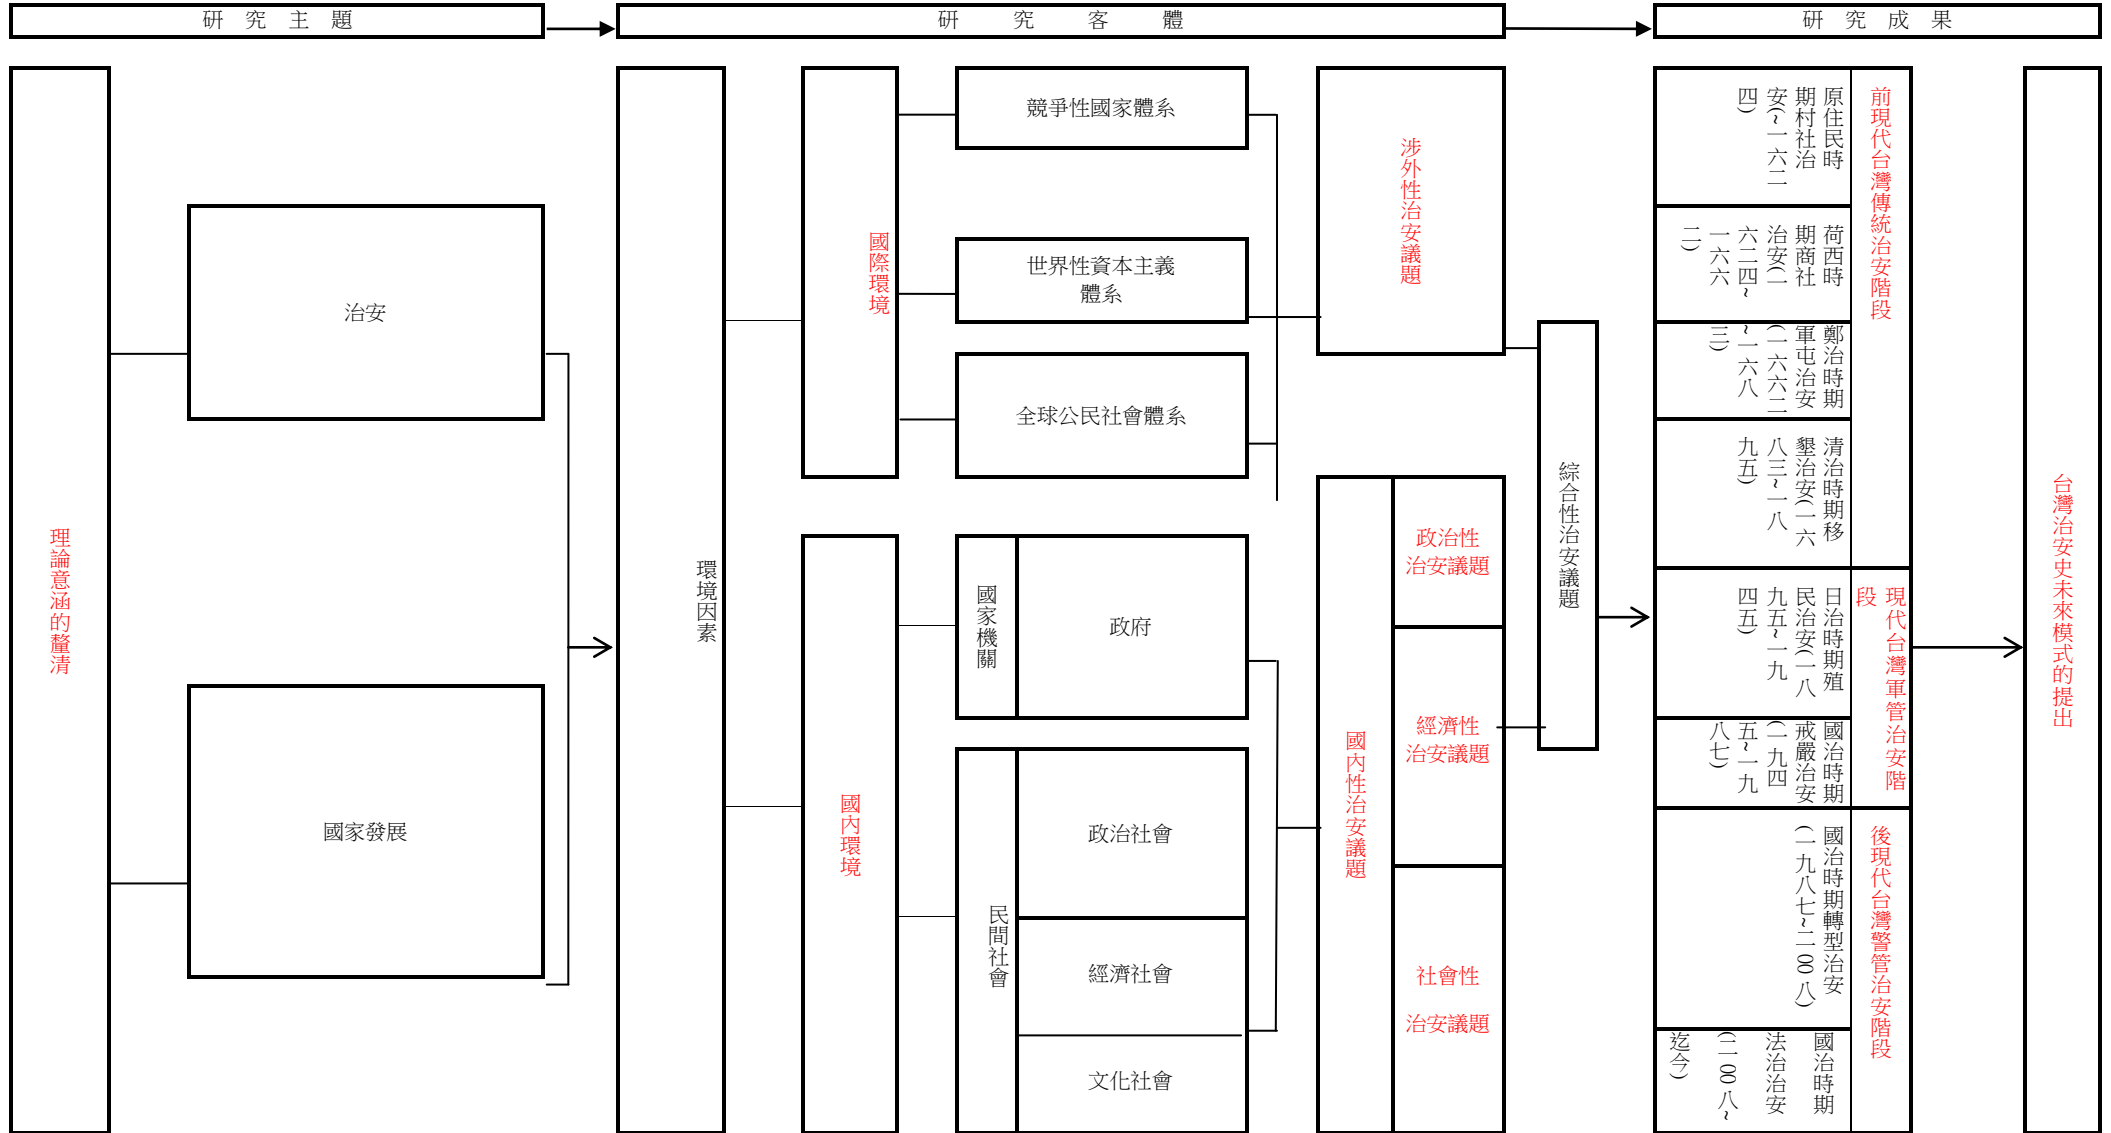 研究主題
研究客體
研究成果
理論意涵的釐清
治安
國家發展
環境因素
國際環境
國內環境
競爭性國家體系
世界性資本主義
體系
全球公民社會體系
國家機關
政府
民間社會
政治社會
經濟社會
文化社會
涉外性治安議題
國內性治安議題
政治性
治安議題
經濟性
治安議題
社會性
治安議題
綜合性治安議題
前現代台灣傳統治安階段
原住民時
期村社治
安(~一六二
四)
荷西時
期商社
治安(一
六二四~
一六六
二)
鄭治時期
軍屯治安
(一六六二
~一六八
三)
清治時期移
墾治安(一六
八三~一八
九五)
現代台灣軍管治安階
段
日治時期殖
民治安(一八
九五~一九
四五)
國治時期
戒嚴治安
(一九四
五~一九
八七)
後現代台灣警管治安階段
國治時期轉型治安
(一九八七~二00八)
國治時期
法治治安
(二00八~
迄今)
台灣治安史未來模式的提出